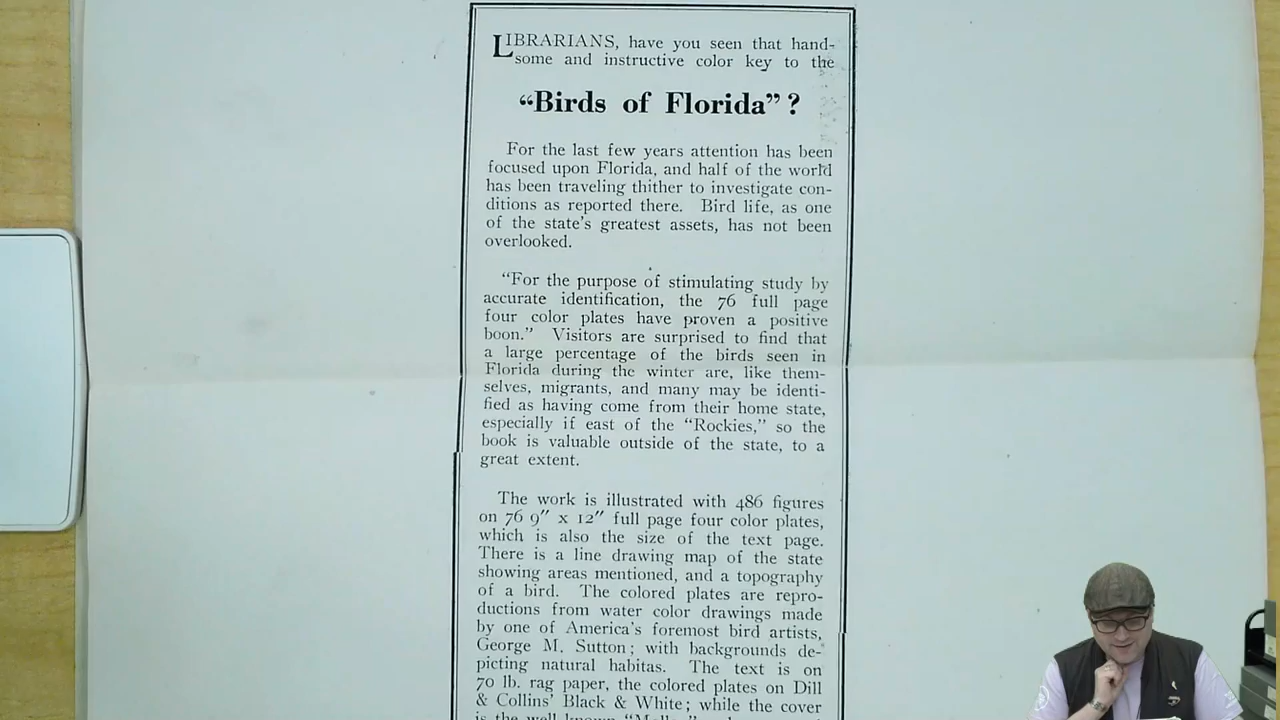 LIBRARIANS, have you seen that hand-
some and instructive color key to the
“Birds of Florida” ?
For the last few years attention has been
focused upon Florida, and half of the world
has been traveling thither to investigate con-
ditions as reported there. Bird life, as one
of the state's greatest assets, has not been
overlooked.
“For the purpose of stimulating study by
accurate identification, the 76 full page
four color plates have proven a positive
boon.” Visitors are surprised to find that
a large percentage of the birds seen in
Florida during the winter are, like them-
selves, migrants, and many may be identi-
fied as having come from their home state,
especially if east of the “Rockies,” so the
book is valuable outside of the state, to a
great extent.
The work is illustrated with 486 figures
on 76 9″ x 12″ full page four color plates,
which is also the size of the text page.
There is a line drawing map of the state
showing areas mentioned, and a topography
of a bird. The colored plates are repro-
ductions from water color drawings made
by one of America's foremost bird artists,
George M. Sutton; with backgrounds de-
picting natural habitas. The text is on
70 lb. rag paper, the colored plates on Dill
& Collins' Black & White; while the cover
is the well known